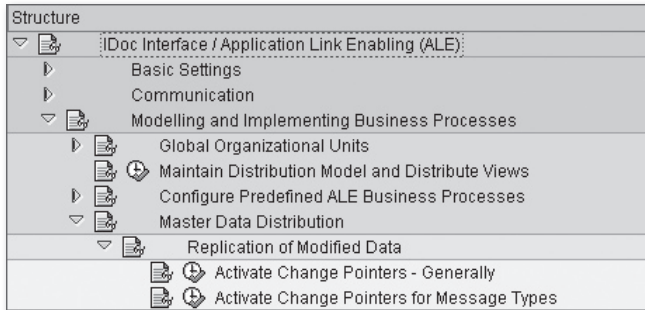 Structure
IDoc Interface / Application Link Enabling (ALE)
Basic Settings
Communication
Modelling and Implementing Business Processes
Global Organizational Units
Maintain Distribution Model and Distribute Views
Configure Predefined ALE Business Processes
Master Data Distribution
Replication of Modified Data
Activate Change Pointers - Generally
Activate Change Pointers for Message Types